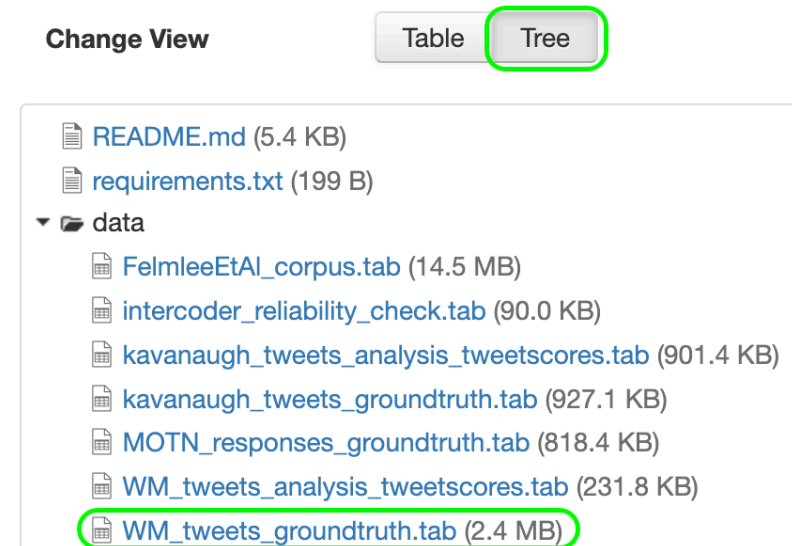 Change View Table Tree
README.md (5.4 KB)
requirements.txt (199 B)
data
FelmleeEtAl_corpus.tab (14.5 MB)
intercoder_reliability_check.tab (90.0 KB)
kavanaugh_tweets_analysis_tweetscores.tab (901.4 KB)
kavanaugh_tweets_groundtruth.tab (927.1 KB)
MOTN_responses_groundtruth.tab (818.4 KB)
WM_tweets_analysis_tweetscores.tab (231.8 KB)
WM_tweets_groundtruth.tab (2.4 MB)